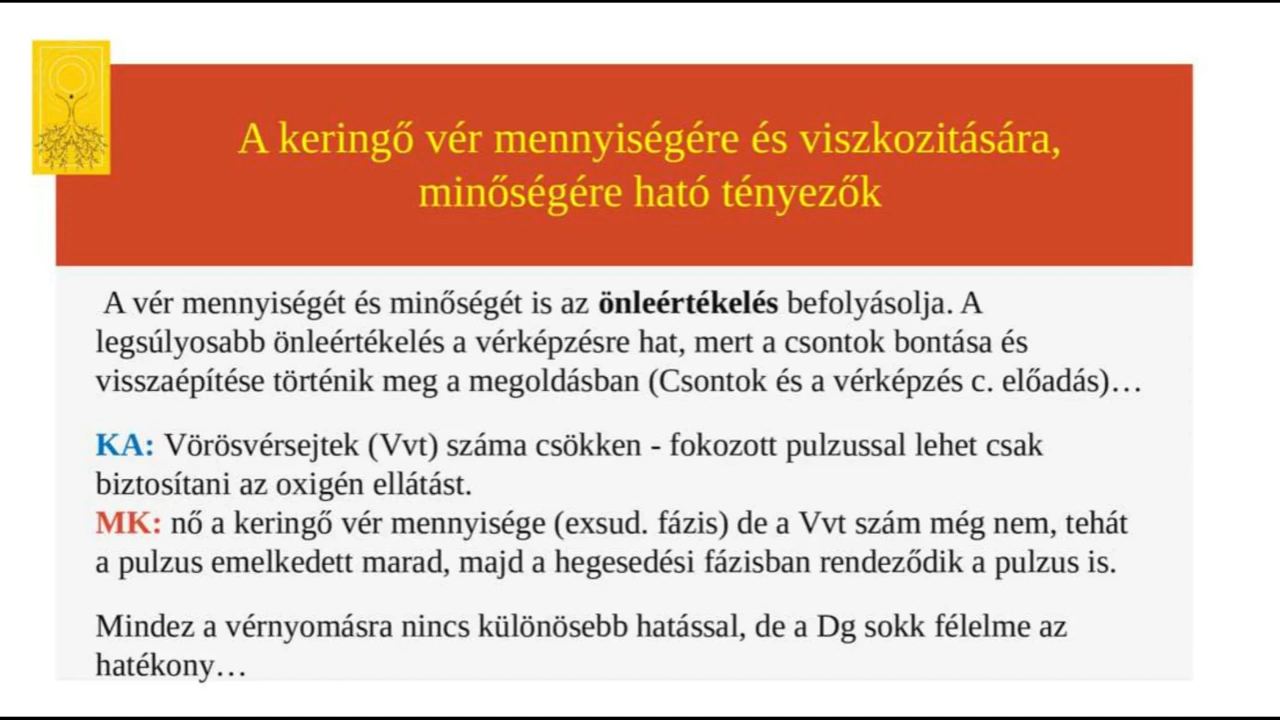 A keringő vér mennyiségére és viszkozitására,
minőségére ható tényezők
A vér mennyiségét és minőségét is az önleértékelés befolyásolja. A
legsúlyosabb önleértékelés a vérképzésre hat, mert a csontok bontása és
visszaépítése történik meg a megoldásban (Csontok és a vérképzés c. előadás)…
KA: Vörösvérsejtek (Vvt) száma csökken - fokozott pulzussal lehet csak
biztosítani az oxigén ellátást.
MK: nő a keringő vér mennyisége (exsud. fázis) de a Vvt szám még nem, tehát
a pulzus emelkedett marad, majd a hegesedési fázisban rendeződik a pulzus is.
Mindez a vérnyomásra nincs különösebb hatással, de a Dg sokk félelme az
hatékony…